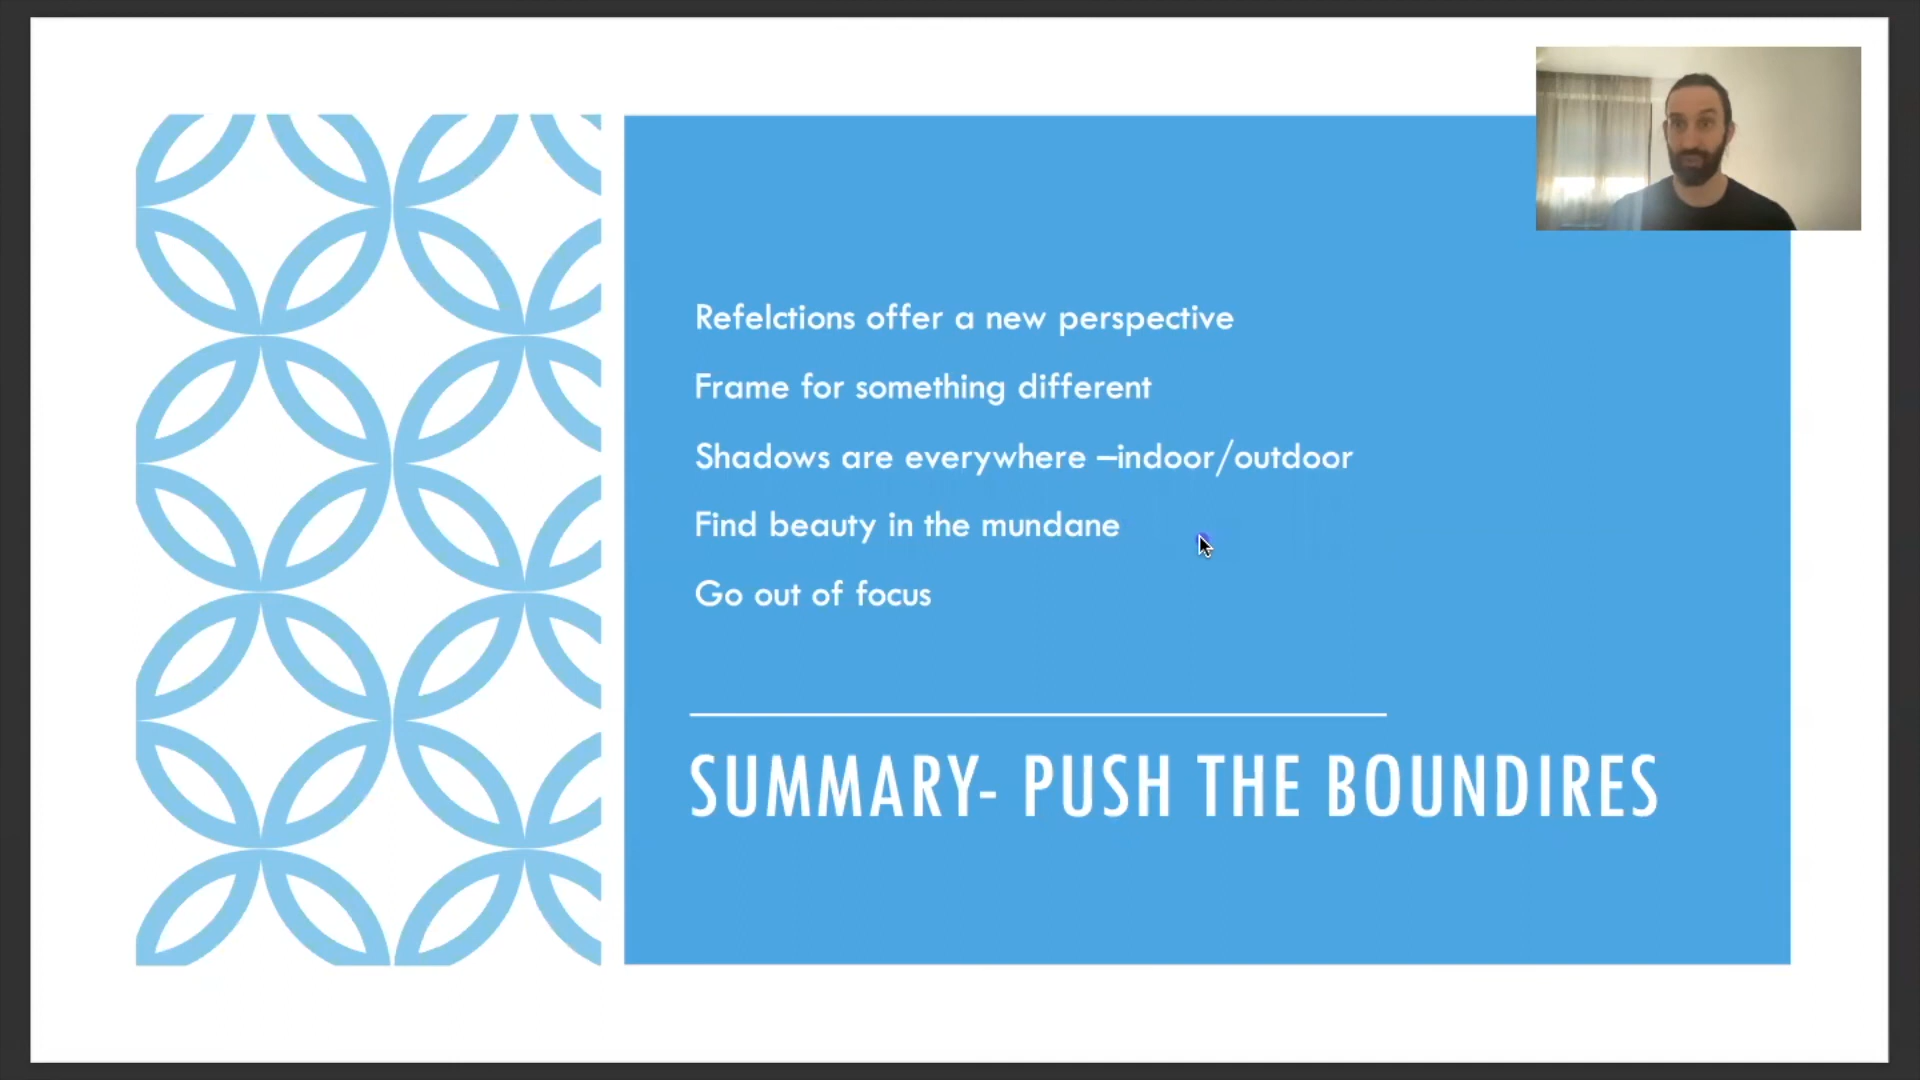 Refelctions offer a new perspective
Frame for something different
Shadows are everywhere –indoor/outdoor
Find beauty in the mundane
Go out of focus
SUMMARY- PUSH THE BOUNDIRES